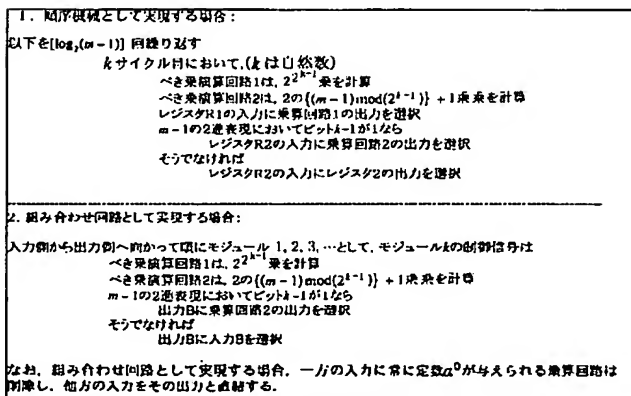 1. 順序機械として実現する場合:
以下を[log₂(m-1)] 回繰り返す
kサイクル目において,(kは自然数)
べき乗演算回路1は, 2^{2^{k-1}}乗を計算
べき乗演算回路2は, 2の{(m-1)mod(2^{k-1})}+1乗乗を計算
レジスタR1の入力に乗算回路1の出力を選択
m-1の2進表現においてビットk-1が1なら
レジスタR2の入力に乗算回路2の出力を選択
そうでなければ
レジスタR2の入力にレジスタ2の出力を選択
2. 組み合わせ回路として実現する場合:
入力側から出力側へ向かって順にモジュール 1, 2, 3, …として, モジュールkの制御信号は
べき乗演算回路1は, 2^{2^{k-1}}乗を計算
べき乗演算回路2は, 2の{(m-1)mod(2^{k-1})}+1乗乗を計算
m-1の2進表現においてビットk-1が1なら
出力Bに乗算回路2の出力を選択
そうでなければ
出力Bに入力Bを選択
なお, 組み合わせ回路として実現する場合, 一方の入力に常に定数α⁰が与えられる乗算回路は
削除し, 他方の入力をその出力と直結する.